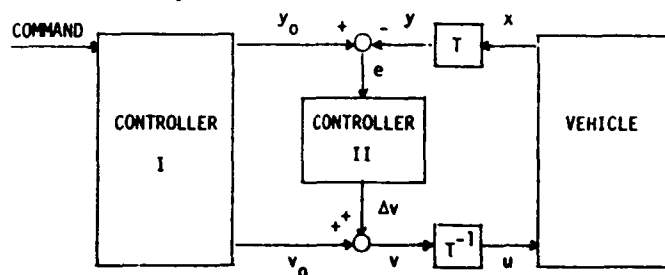 COMMAND
y₀ + - y T x
e
CONTROLLER I
CONTROLLER II
VEHICLE
Δv
+ +
v₀ v T⁻¹ u